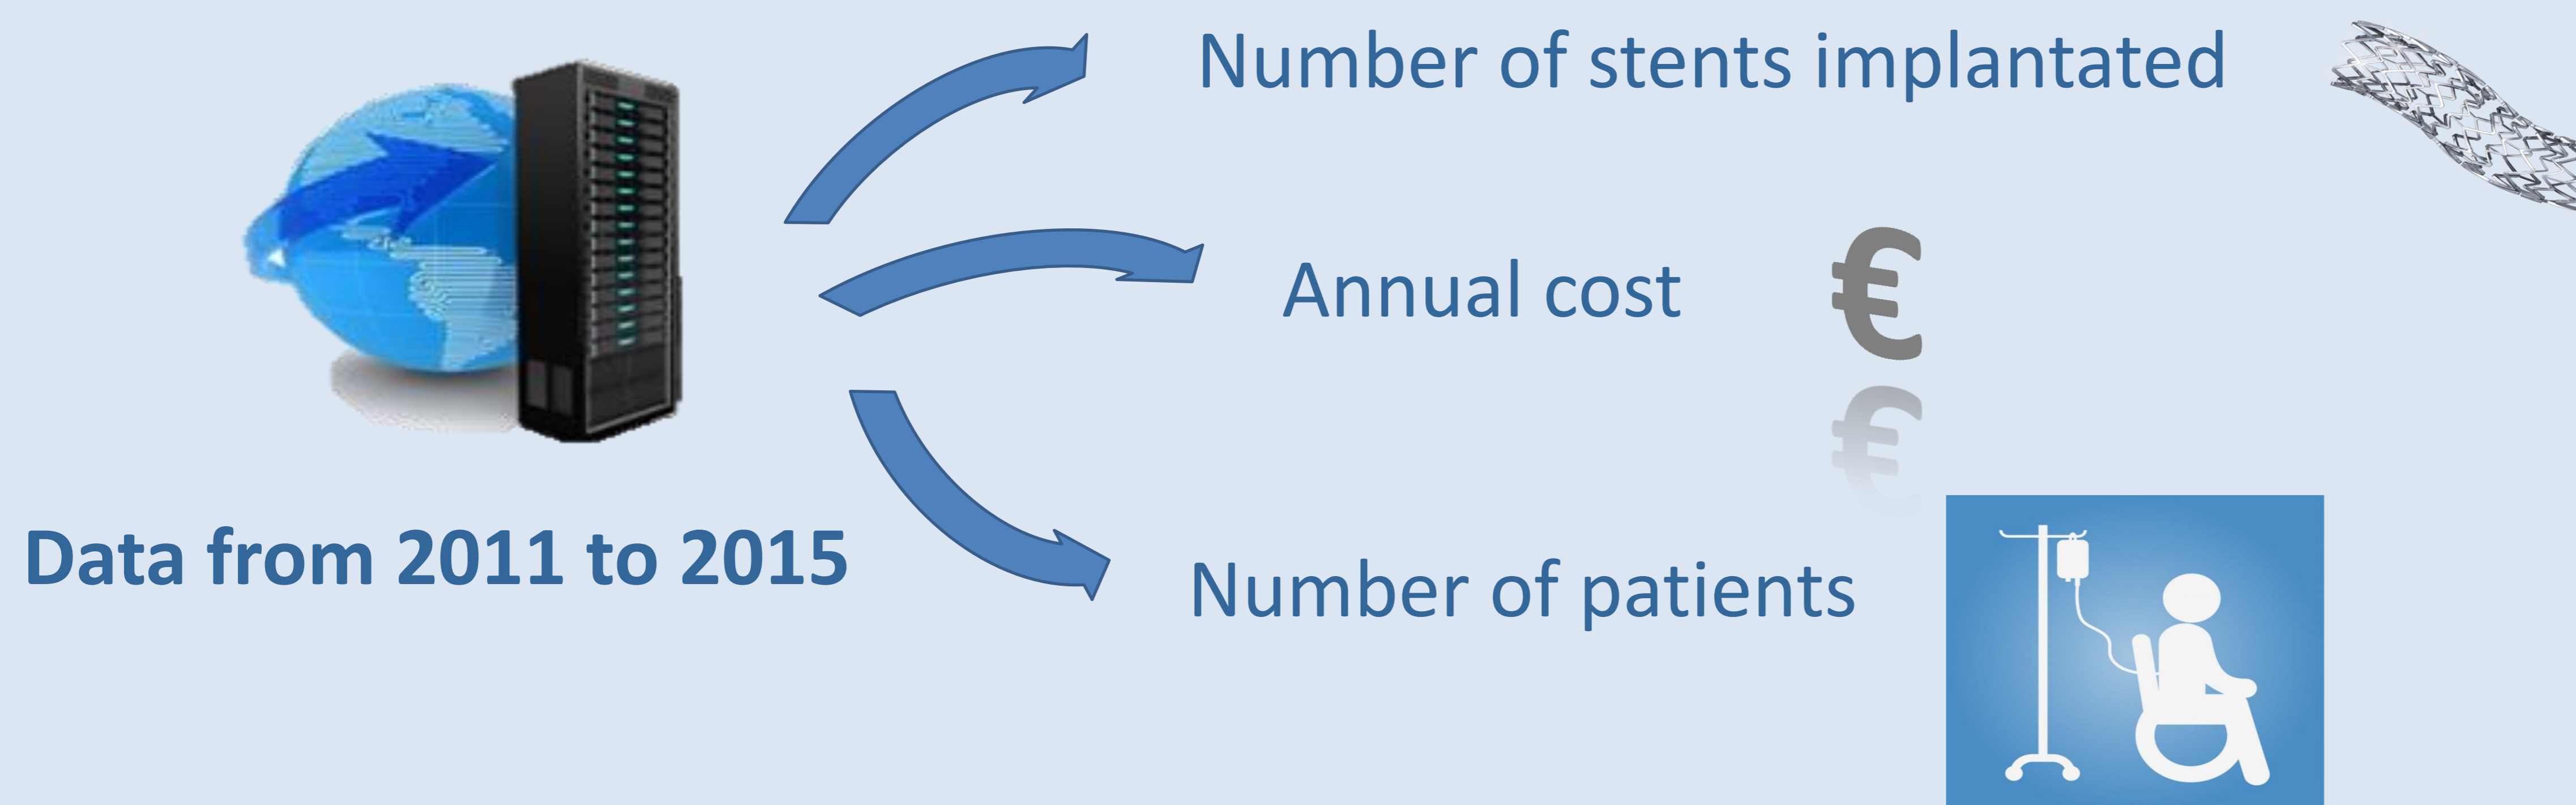 Number of stents implantated
Annual cost €
Data from 2011 to 2015
Number of patients